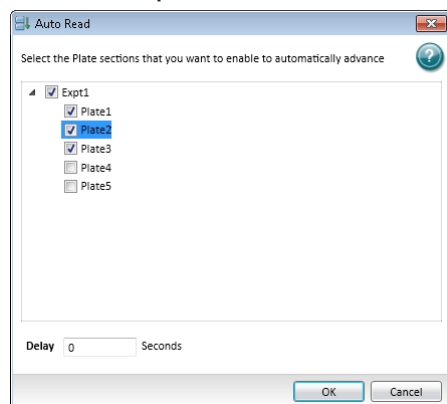 Auto Read
Select the Plate sections that you want to enable to automatically advance
?
Expt1
Plate1
Plate2
Plate3
Plate4
Plate5
Delay 0 Seconds
OK Cancel